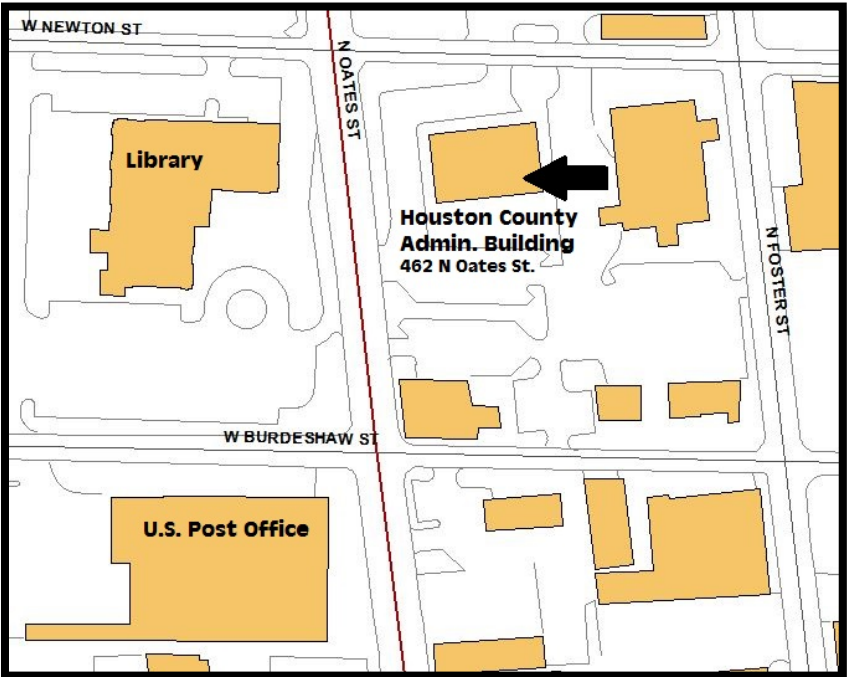 W NEWTON ST
N OATES ST
Library
Houston County
Admin. Building
462 N Oates St.
N FOSTER ST
W BURDESHAW ST
U.S. Post Office